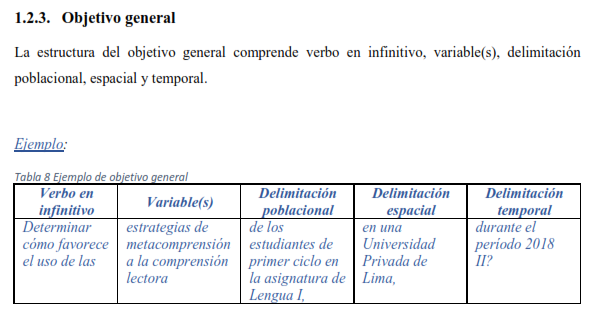 1.2.3. Objetivo general
La estructura del objetivo general comprende verbo en infinitivo, variable(s), delimitación
poblacional, espacial y temporal.
Ejemplo:
Tabla 8 Ejemplo de objetivo general
Verbo en
infinitivo
Variable(s)
Delimitación
poblacional
Delimitación
espacial
Delimitación
temporal
Determinar
cómo favorece
el uso de las
estrategias de
metacomprensión
a la comprensión
lectora
de los
estudiantes de
primer ciclo en
la asignatura de
Lengua I,
en una
Universidad
Privada de
Lima,
durante el
período 2018
II?